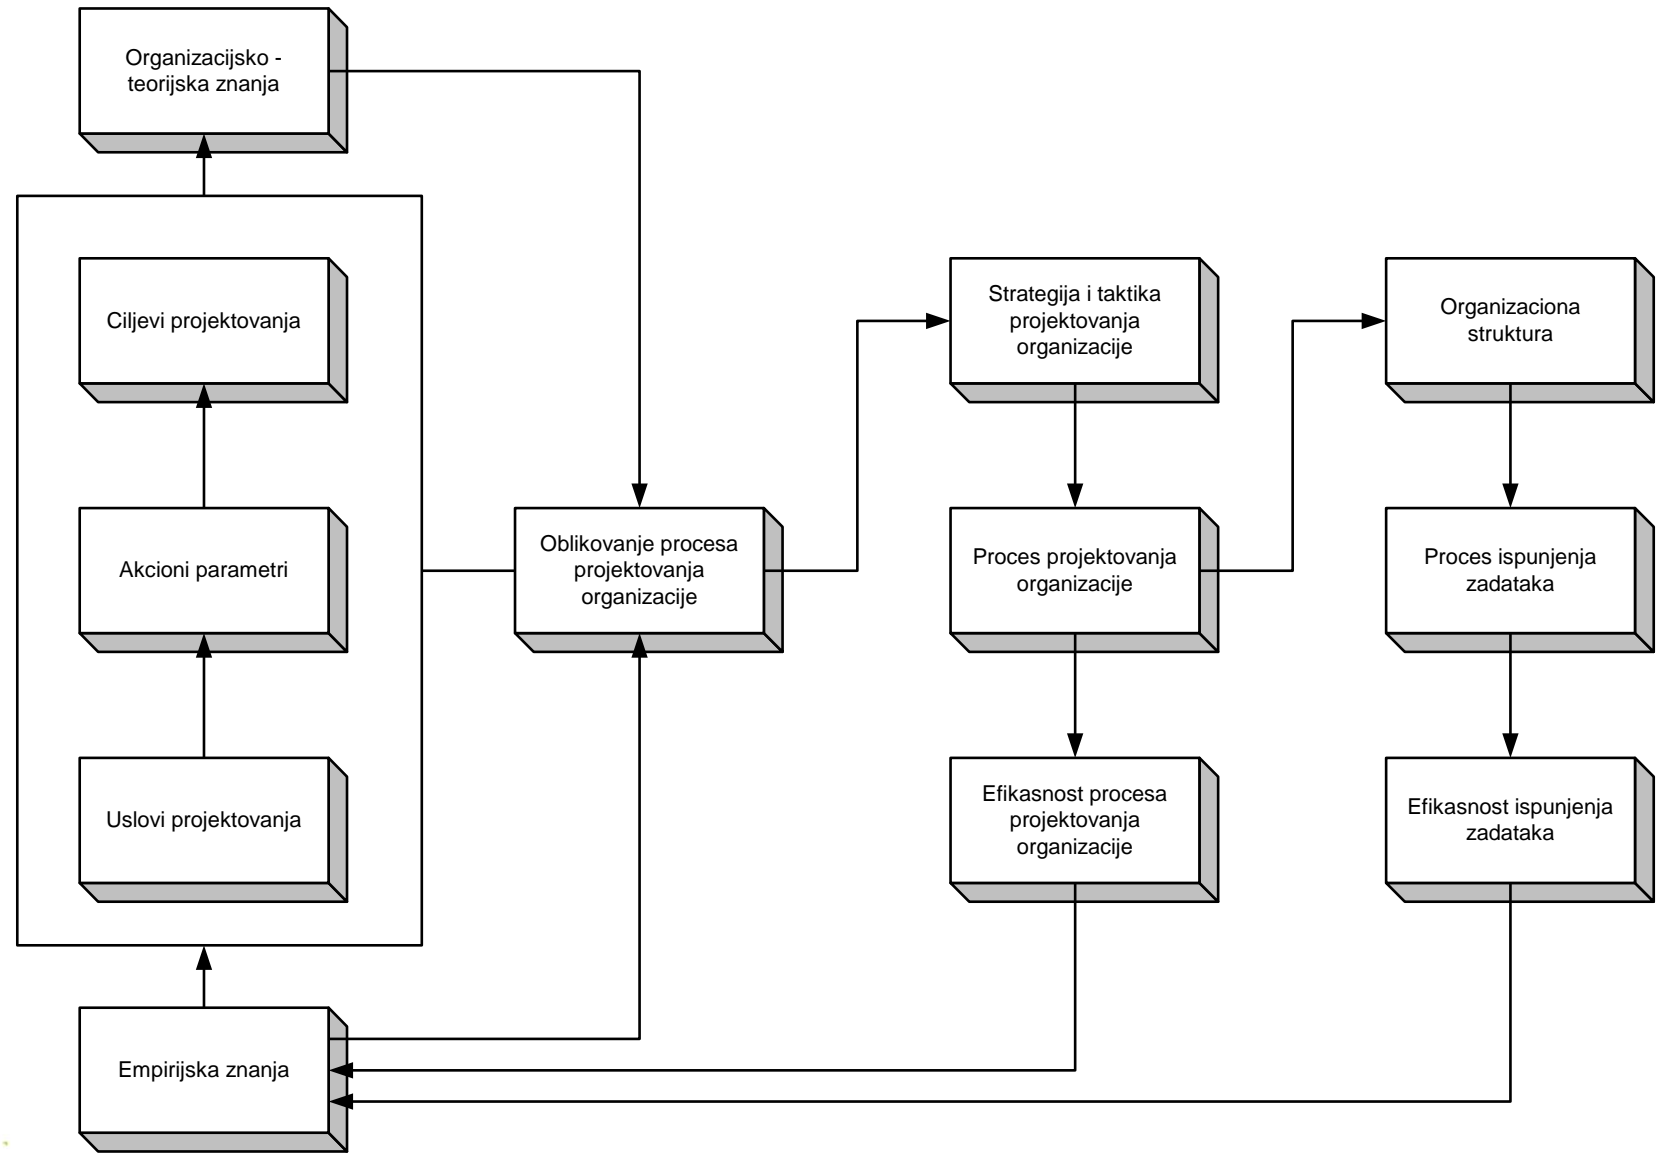 Organizacijsko -
teorijska znanja
Ciljevi projektovanja
Akcioni parametri
Uslovi projektovanja
Empirijska znanja
Oblikovanje procesa
projektovanja
organizacije
Strategija i taktika
projektovanja
organizacije
Proces projektovanja
organizacije
Efikasnost procesa
projektovanja
organizacije
Organizaciona
struktura
Proces ispunjenja
zadataka
Efikasnost ispunjenja
zadataka